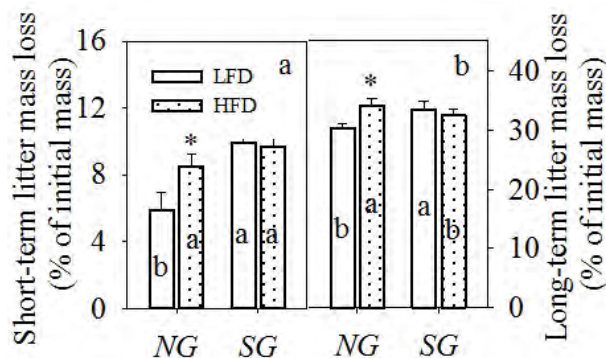 Short-term litter mass loss
(% of initial mass)
16
12
8
4
0
a
LFD
HFD
*
b
a
a
a
NG
SG
b
*
b
a
a
b
NG
SG
40
30
20
10
0
Long-term litter mass loss
(% of initial mass)